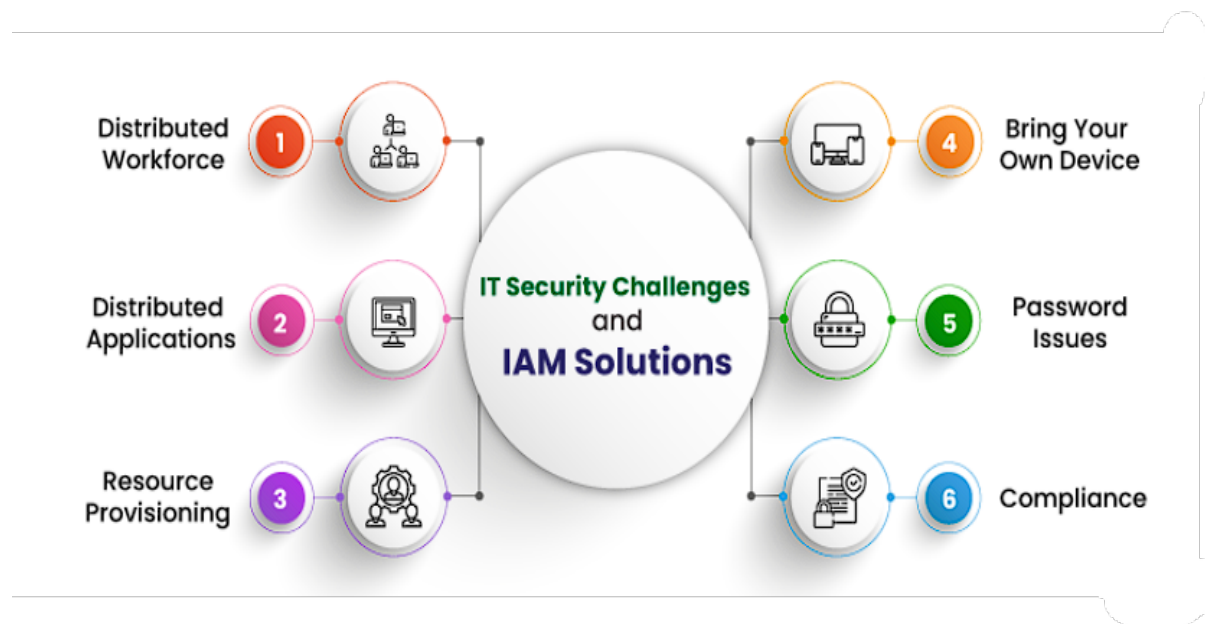 Distributed
Workforce
1
Distributed
Applications
2
Resource
Provisioning
3
IT Security Challenges
and
IAM Solutions
4
Bring Your
Own Device
5
Password
Issues
6
Compliance